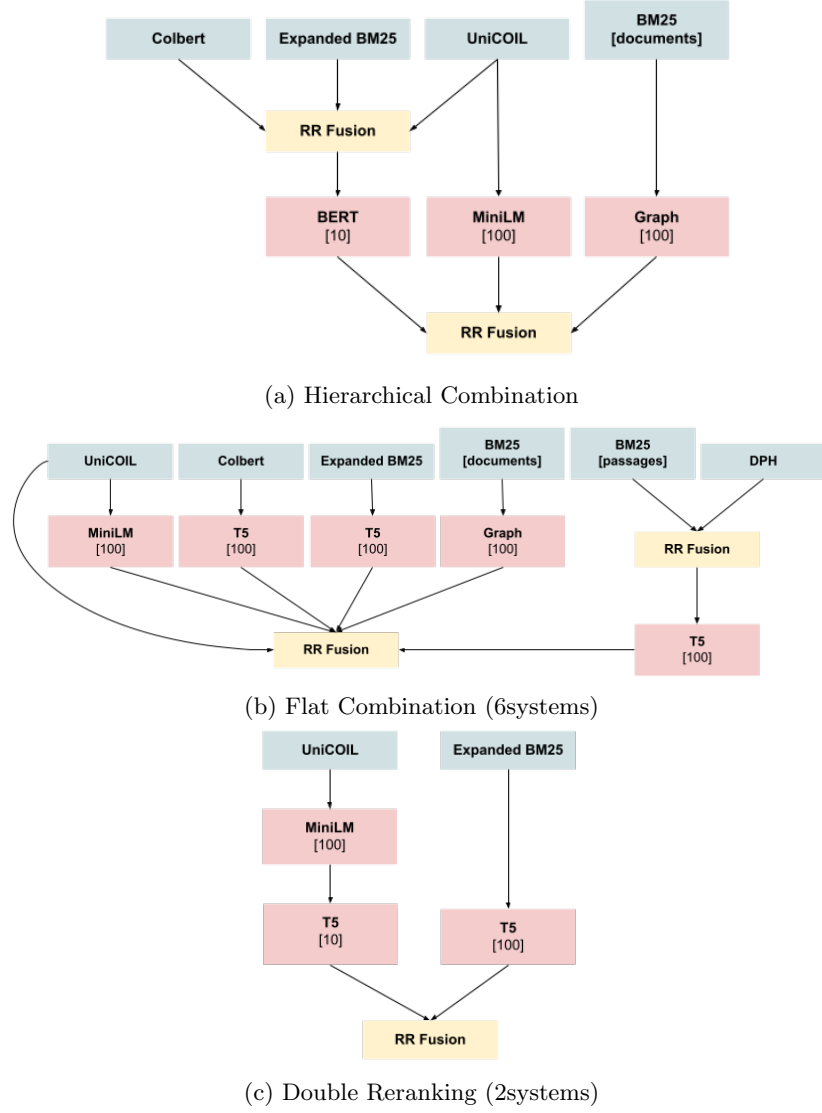 Colbert
Expanded BM25
UniCOIL
BM25
[documents]
RR Fusion
BERT
[10]
MiniLM
[100]
Graph
[100]
RR Fusion
(a) Hierarchical Combination
UniCOIL
Colbert
Expanded BM25
BM25
[documents]
BM25
[passages]
DPH
MiniLM
[100]
T5
[100]
T5
[100]
Graph
[100]
RR Fusion
RR Fusion
T5
[100]
(b) Flat Combination (6systems)
UniCOIL
Expanded BM25
MiniLM
[100]
T5
[10]
T5
[100]
RR Fusion
(c) Double Reranking (2systems)